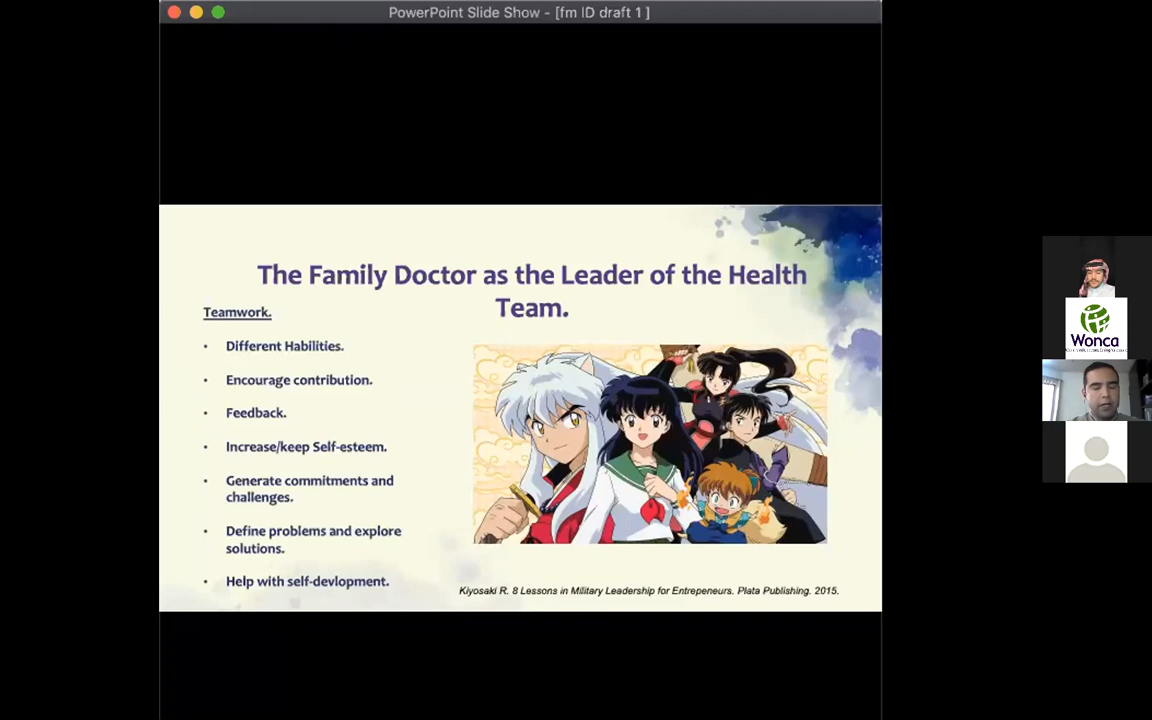 PowerPoint Slide Show - [fm ID draft 1 ]
The Family Doctor as the Leader of the Health
Team.
Teamwork.
• Different Habilities.
• Encourage contribution.
• Feedback.
• Increase/keep Self-esteem.
• Generate commitments and
challenges.
• Define problems and explore
solutions.
• Help with self-devlopment.
Kiyosaki R. 8 Lessons in Military Leadership for Entrepeneurs. Plata Publishing. 2015.
Wonca